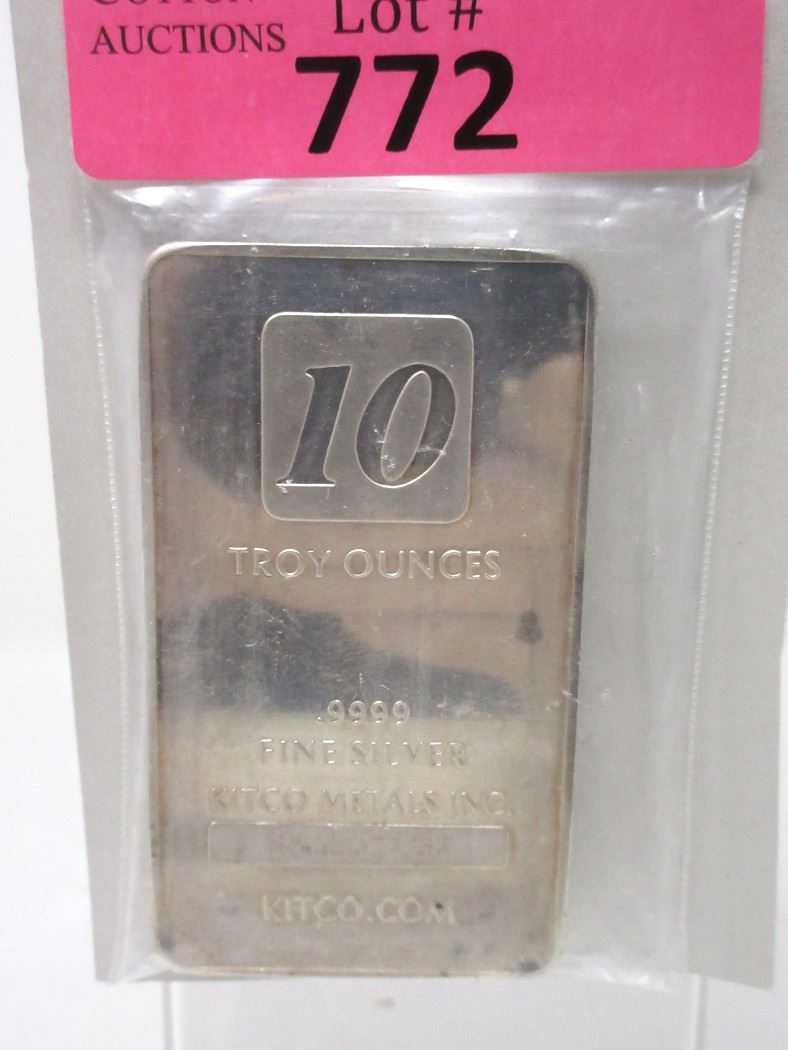 AUCTIONS
Lot #
772
10
TROY OUNCES
.9999
FINE SILVER
KITCO METALS INC.
KITCO.COM